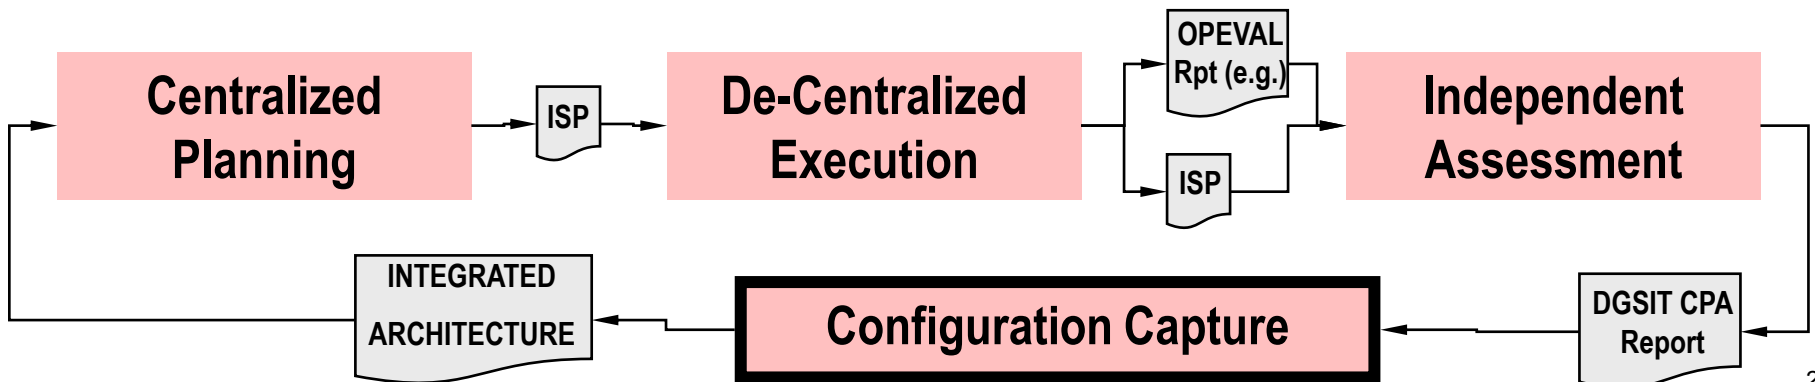 Centralized
Planning
ISP
De-Centralized
Execution
OPEVAL
Rpt (e.g.)
ISP
Independent
Assessment
INTEGRATED
ARCHITECTURE
Configuration Capture
DGSIT CPA
Report